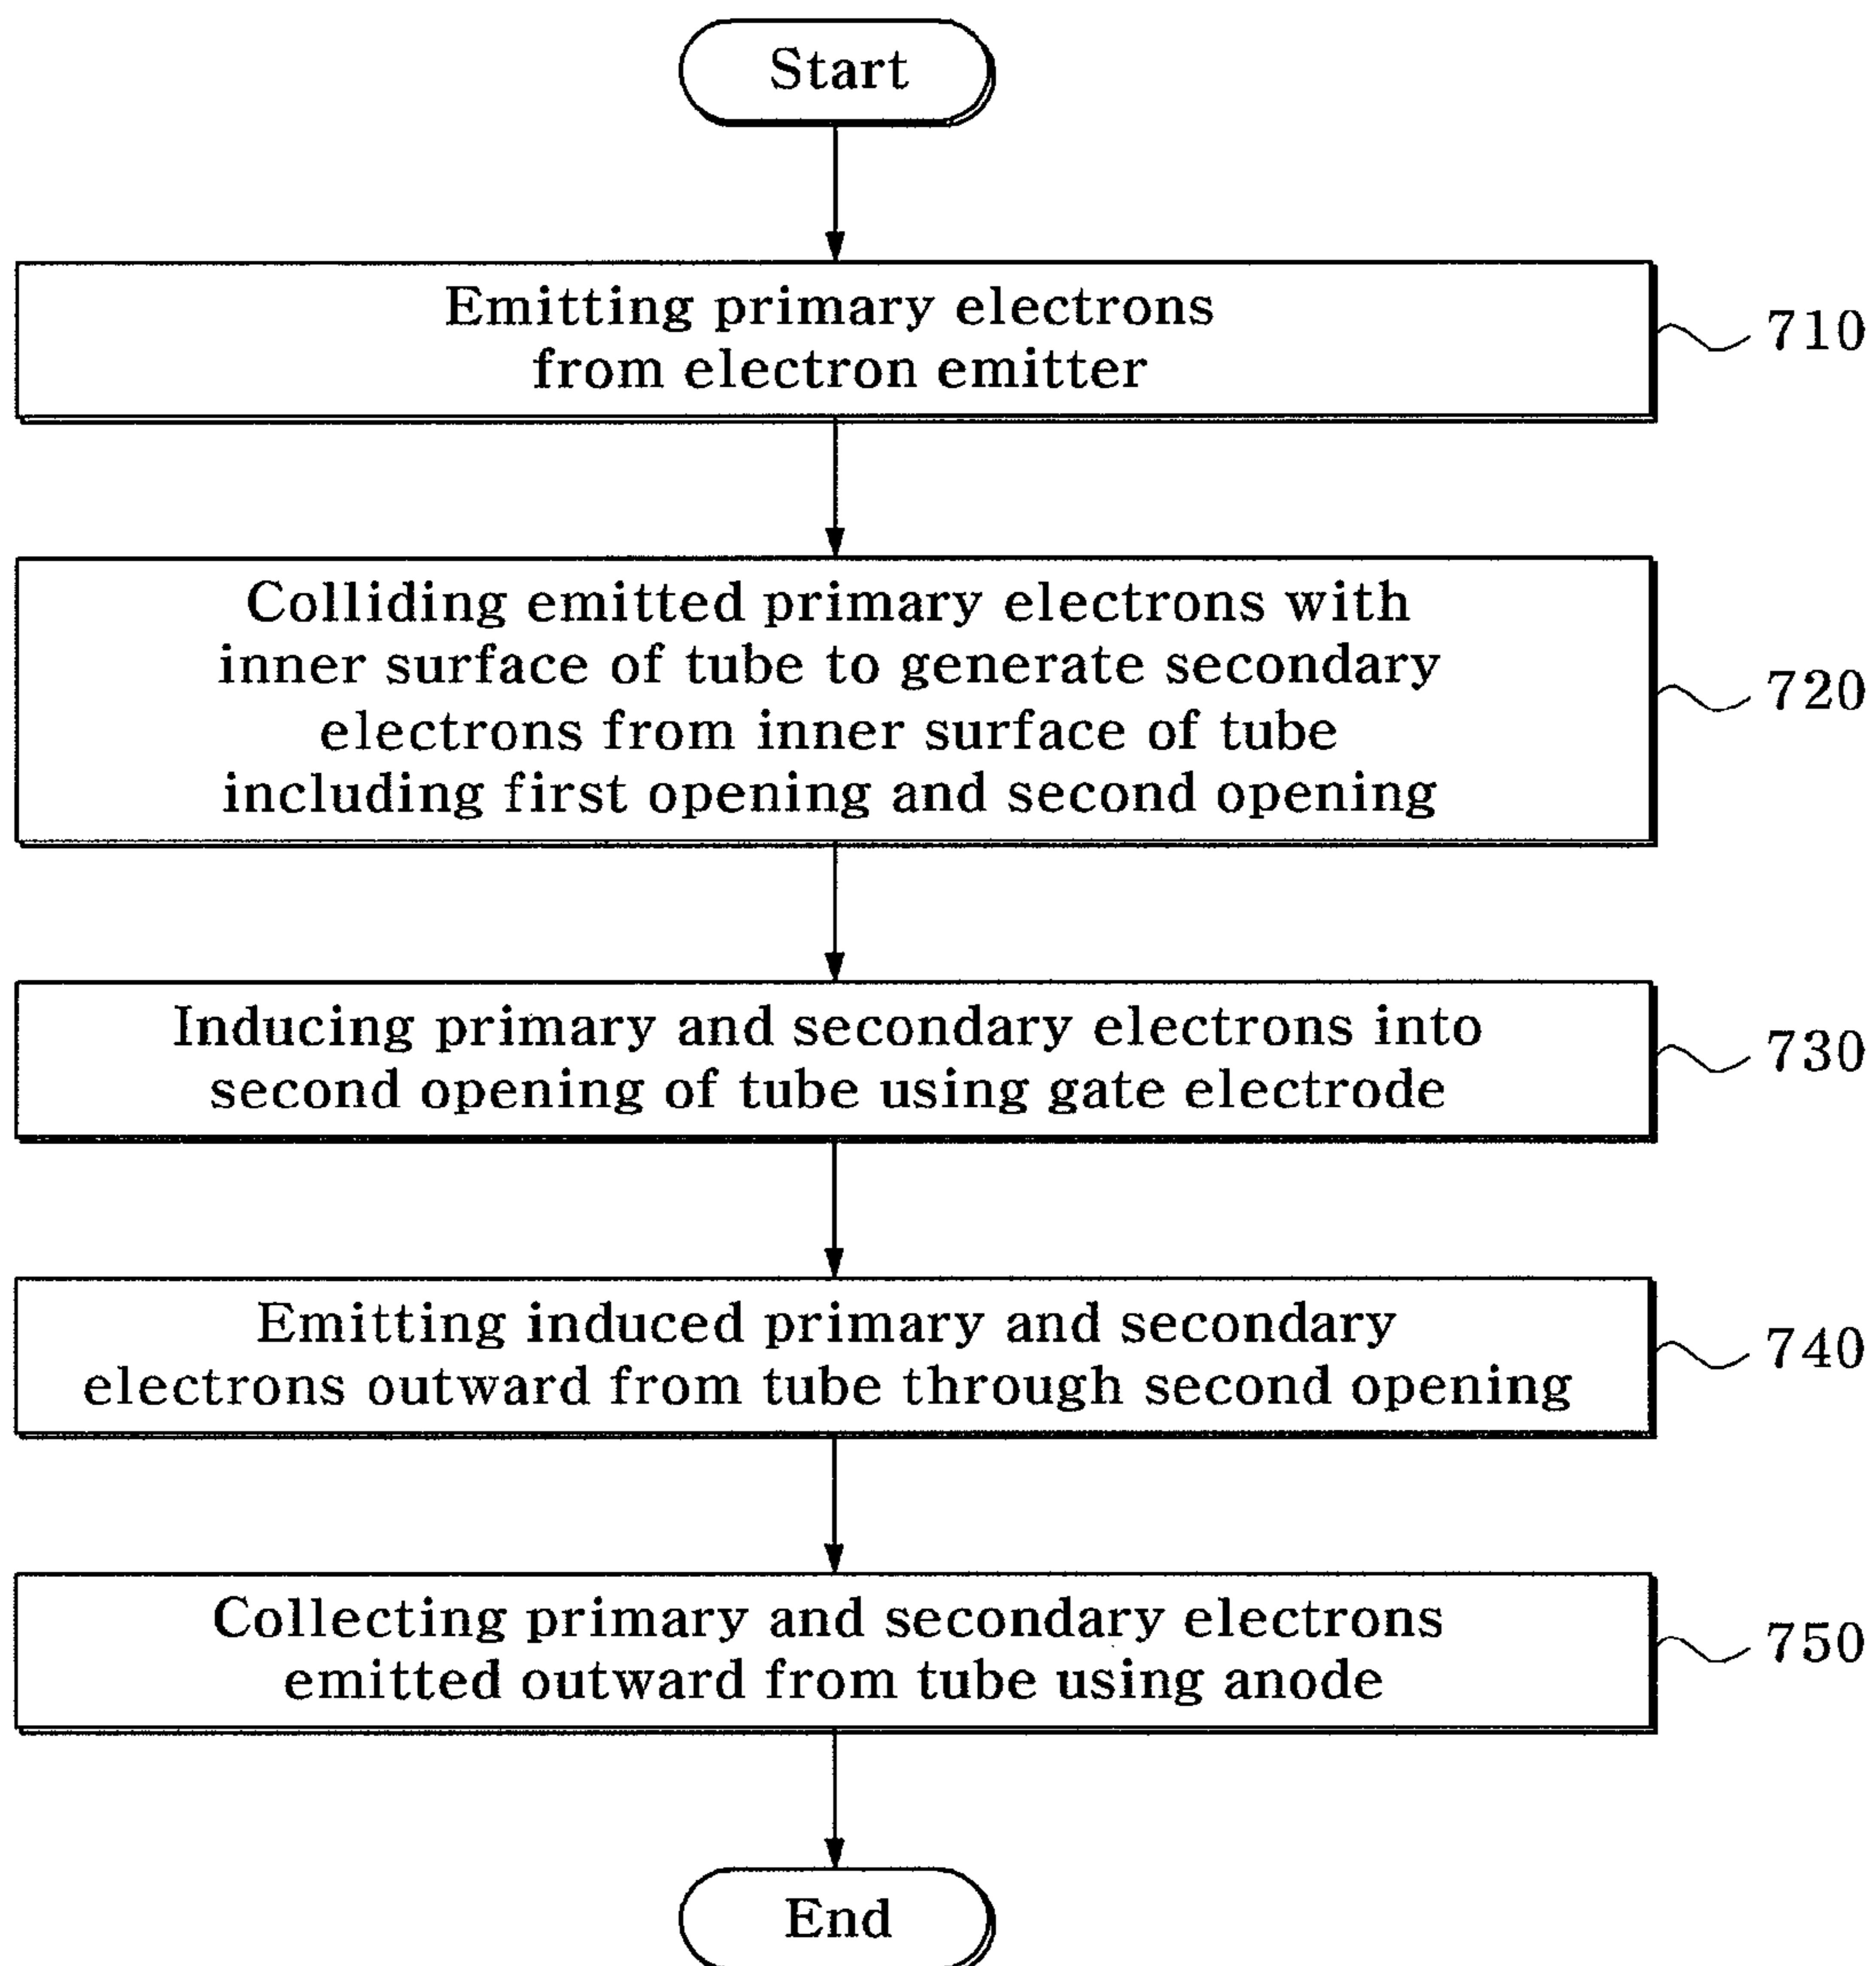 Start
Emitting primary electrons
from electron emitter
710
Colliding emitted primary electrons with
inner surface of tube to generate secondary
electrons from inner surface of tube
including first opening and second opening
720
Inducing primary and secondary electrons into
second opening of tube using gate electrode
730
Emitting induced primary and secondary
electrons outward from tube through second opening
740
Collecting primary and secondary electrons
emitted outward from tube using anode
750
End